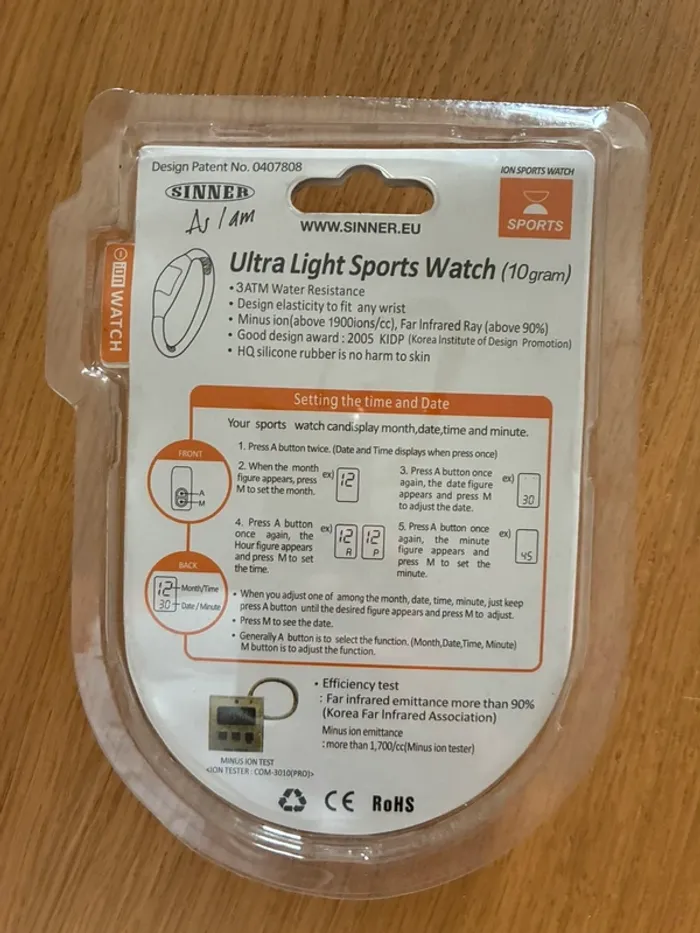 Design Patent No. 0407808
ION SPORTS WATCH
SINNER
As / am
WWW.SINNER.EU
SPORTS
ion WATCH
Ultra Light Sports Watch (10gram)
• 3ATM Water Resistance
• Design elasticity to fit any wrist
• Minus ion(above 1900ions/cc), Far Infrared Ray (above 90%)
• Good design award : 2005 KIDP (Korea Institute of Design Promotion)
• HQ silicone rubber is no harm to skin
Setting the time and Date
Your sports watch candisplay month,date,time and minute.
1. Press A button twice. (Date and Time displays when press once)
FRONT
A
M
2. When the month
figure appears, press
M to set the month.
ex) 12
3. Press A button once
again, the date figure
appears and press M
to adjust the date.
ex) 30
4. Press A button
once again, the
Hour figure appears
and press M to set
the time.
ex) 12 A 12 P
5. Press A button once
again, the minute
figure appears and
press M to set the
minute.
ex) 45
BACK
12 Month/Time
30 Date / Minute
• When you adjust one of among the month, date, time, minute, just keep
press A button until the desired figure appears and press M to adjust.
• Press M to see the date.
• Generally A button is to select the function. (Month,Date,Time, Minute)
M button is to adjust the function.
• Efficiency test
: Far infrared emittance more than 90%
(Korea Far Infrared Association)
Minus ion emittance
:more than 1,700/cc(Minus ion tester)
MINUS ION TEST
<ION TESTER : COM-3010(PRO)>
CE RoHS